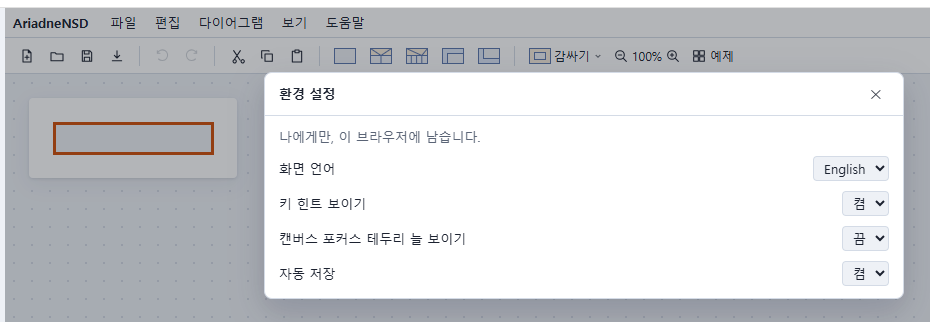 AriadneNSD 파일 편집 다이어그램 보기 도움말
감싸기 100% 예제
환경 설정
나에게만, 이 브라우저에 남습니다.
화면 언어 English
키 힌트 보이기 켬
캔버스 포커스 테두리 늘 보이기 끔
자동 저장 켬